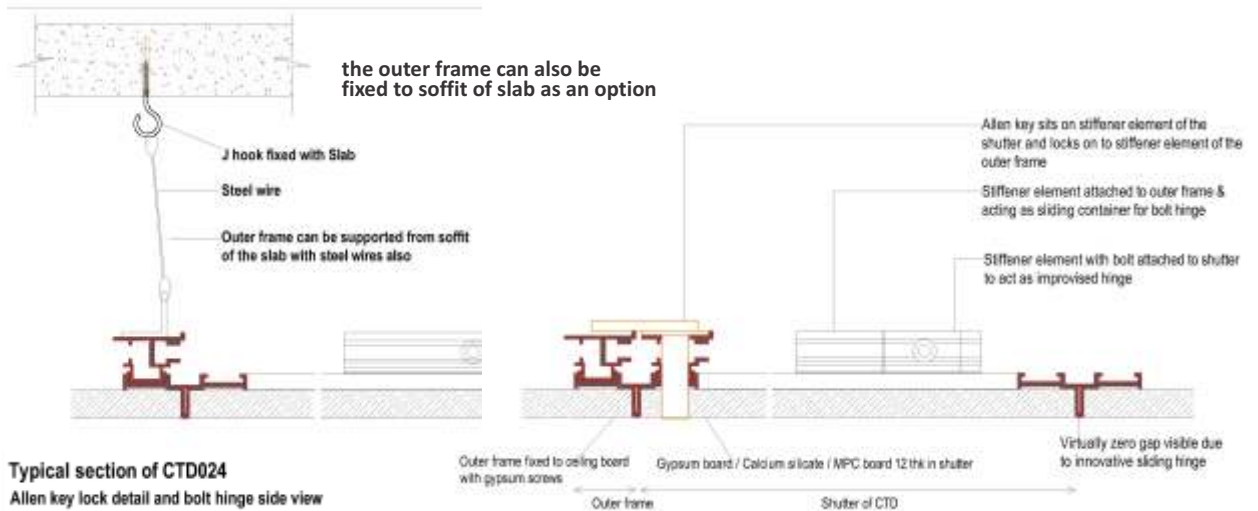 the outer frame can also be
fixed to soffit of slab as an option
J hook fixed with Slab
Steel wire
Outer frame can be supported from soffit
of the slab with steel wires also
Allen key sits on stiffener element of the
shutter and locks on to stiffener element of the
outer frame
Stiffener element attached to outer frame &
acting as sliding container for bolt hinge
Stiffener element with bolt attached to shutter
to act as improvised hinge
Virtually zero gap visible due
to innovative sliding hinge
Outer frame fixed to ceiling board
with gypsum screws
Gypsum board / Calcium silicate / MPC board 12 thk in shutter
Outer frame
Shutter of CTD
Typical section of CTD024
Allen key lock detail and bolt hinge side view